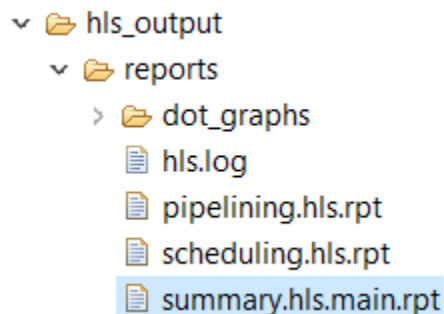 hls_output
reports
dot_graphs
hls.log
pipelining.hls.rpt
scheduling.hls.rpt
summary.hls.main.rpt